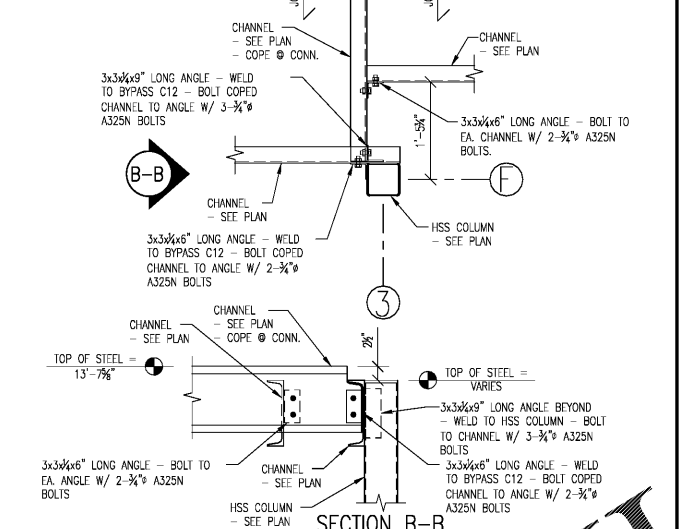 CHANNEL
- SEE PLAN
- COPE @ CONN.
CHANNEL
- SEE PLAN
3x3x¼x9" LONG ANGLE - WELD
TO BYPASS C12 - BOLT COPED
CHANNEL TO ANGLE W/ 3-¾"ø
A325N BOLTS
3x3x¼x6" LONG ANGLE - BOLT TO
EA. CHANNEL W/ 2-¾"ø A325N
BOLTS.
1'-5¾"
B-B
F
CHANNEL
- SEE PLAN
HSS COLUMN
- SEE PLAN
3x3x¼x6" LONG ANGLE - WELD
TO BYPASS C12 - BOLT COPED
CHANNEL TO ANGLE W/ 2-¾"ø
A325N BOLTS
3
CHANNEL
- SEE PLAN
- COPE @ CONN.
CHANNEL
- SEE PLAN
2½"
TOP OF STEEL =
13'-7⅝"
TOP OF STEEL =
VARIES
3x3x¼x9" LONG ANGLE BEYOND
- WELD TO HSS COLUMN - BOLT
TO CHANNEL W/ 3-¾"ø A325N
BOLTS
3x3x¼x6" LONG ANGLE - BOLT TO
EA. ANGLE W/ 2-¾"ø A325N
BOLTS
CHANNEL
- SEE PLAN
3x3x¼x6" LONG ANGLE - WELD
TO BYPASS C12 - BOLT COPED
CHANNEL TO ANGLE W/ 2-¾"ø
A325N BOLTS
HSS COLUMN
- SEE PLAN
SECTION B-B